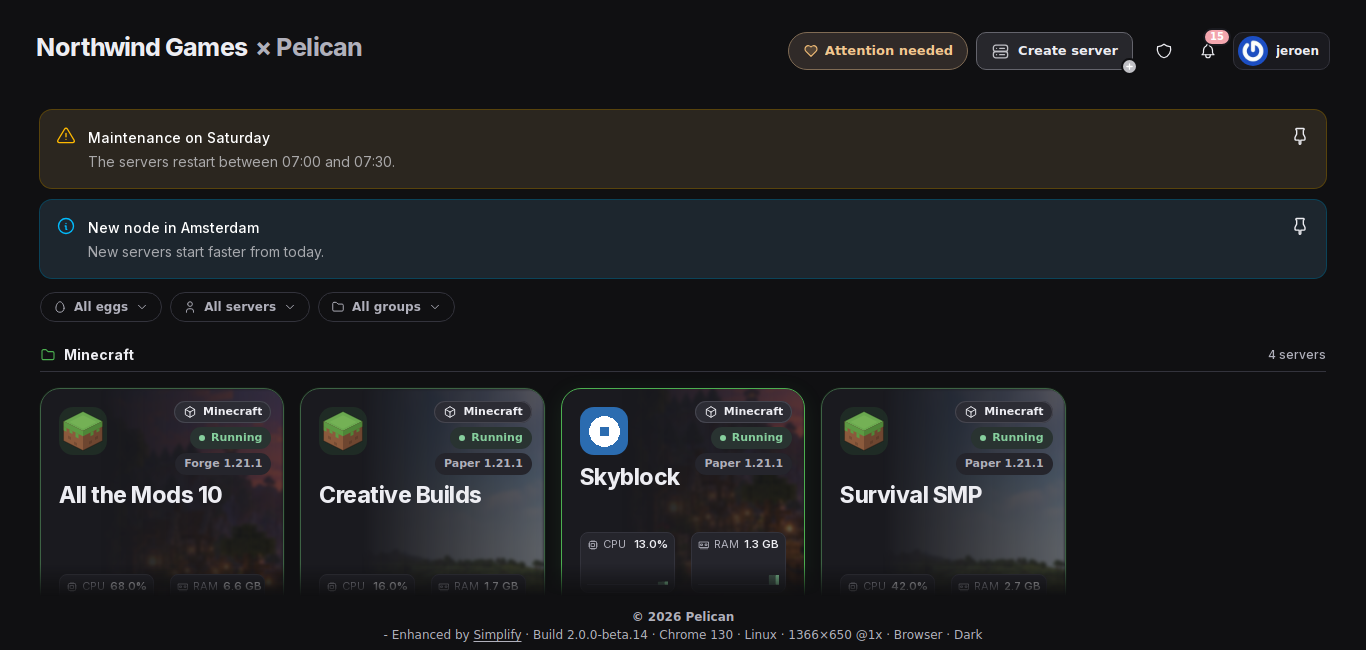 Northwind Games × Pelican
Attention needed
Create server
15
jeroen
Maintenance on Saturday
The servers restart between 07:00 and 07:30.
New node in Amsterdam
New servers start faster from today.
All eggs
All servers
All groups
Minecraft
4 servers
Minecraft
Running
Forge 1.21.1
All the Mods 10
CPU 68.0%
RAM 6.6 GB
Minecraft
Running
Paper 1.21.1
Creative Builds
CPU 16.0%
RAM 1.7 GB
Minecraft
Running
Paper 1.21.1
Skyblock
CPU 13.0%
RAM 1.3 GB
Minecraft
Running
Paper 1.21.1
Survival SMP
CPU 42.0%
RAM 2.7 GB
© 2026 Pelican
- Enhanced by Simplify · Build 2.0.0-beta.14 · Chrome 130 · Linux · 1366×650 @1x · Browser · Dark